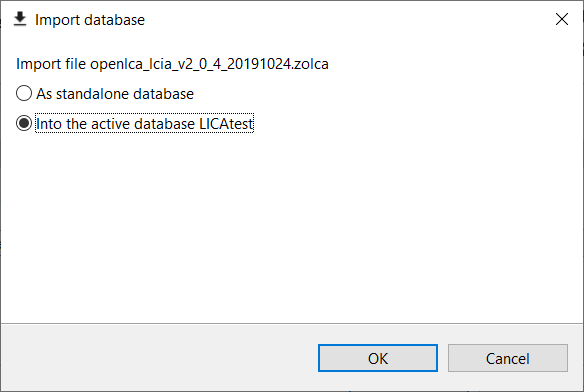 Import database
Import file openlca_lcia_v2_0_4_20191024.zolca
As standalone database
Into the active database LICAtest
OK
Cancel